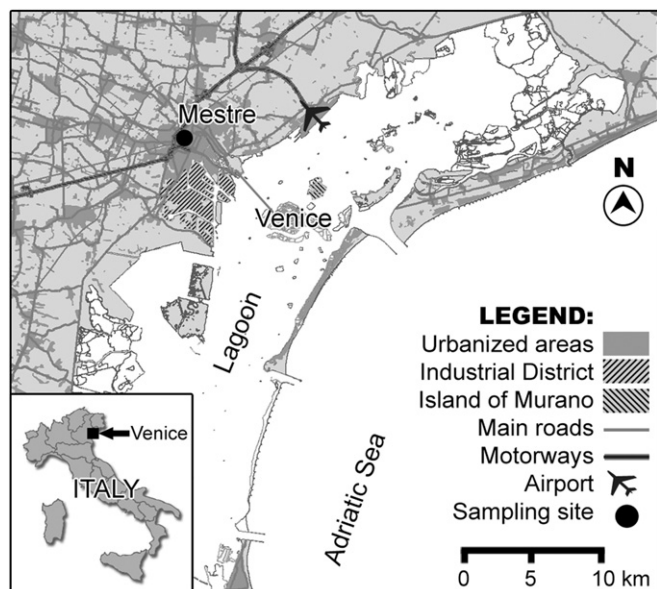 Mestre
Venice
N
Lagoon
Adriatic Sea
LEGEND:
Urbanized areas
Industrial District
Island of Murano
Main roads
Motorways
Airport
Sampling site
0 5 10 km
Venice
ITALY